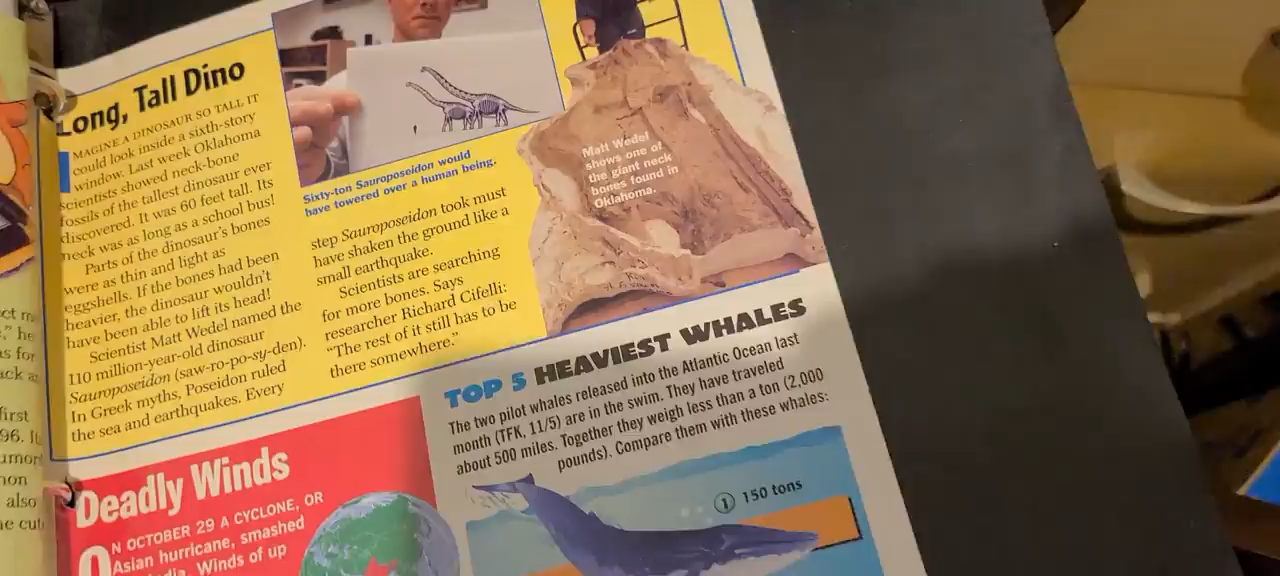 Long, Tall Dino
IMAGINE A DINOSAUR SO TALL IT
could look inside a sixth-story
window. Last week Oklahoma
scientists showed neck-bone
fossils of the tallest dinosaur ever
discovered. It was 60 feet tall. Its
neck was as long as a school bus!
Parts of the dinosaur's bones
were as thin and light as
eggshells. If the bones had been
heavier, the dinosaur wouldn't
have been able to lift its head!
Scientist Matt Wedel named the
110 million-year-old dinosaur
Sauroposeidon (saw-ro-po-sy-den).
In Greek myths, Poseidon ruled
the sea and earthquakes. Every
Sixty-ton Sauroposeidon would
have towered over a human being.
step Sauroposeidon took must
have shaken the ground like a
small earthquake.
Scientists are searching
for more bones. Says
researcher Richard Cifelli:
"The rest of it still has to be
there somewhere."
Matt Wedel
shows one of
the giant neck
bones found in
Oklahoma.
TOP 5 HEAVIEST WHALES
The two pilot whales released into the Atlantic Ocean last
month (TFK, 11/5) are in the swim. They have traveled
about 500 miles. Together they weigh less than a ton (2,000
pounds). Compare them with these whales:
1 150 tons
Deadly Winds
ON OCTOBER 29 A CYCLONE, OR
Asian hurricane, smashed
Winds of up
he
as for
first
96.
also